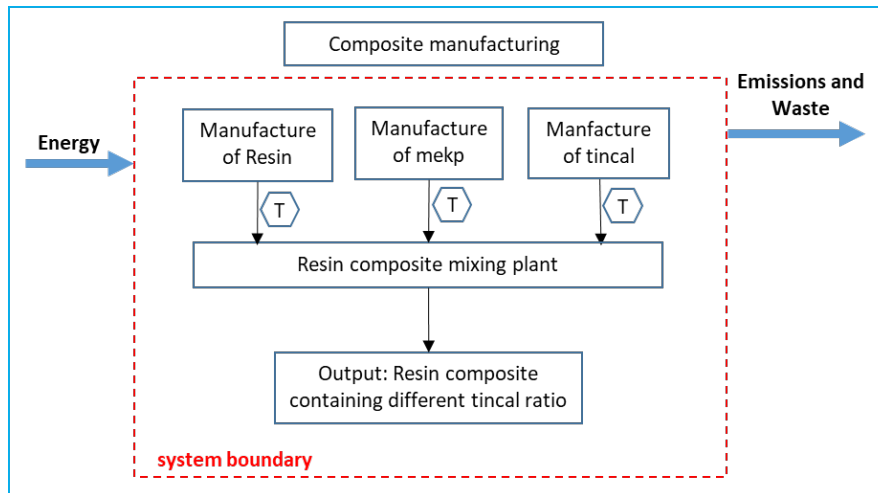 Composite manufacturing
Emissions and
Waste
Energy
Manufacture
of Resin
Manufacture
of mekp
Manfacture
of tincal
T
T
T
Resin composite mixing plant
Output: Resin composite
containing different tincal ratio
system boundary